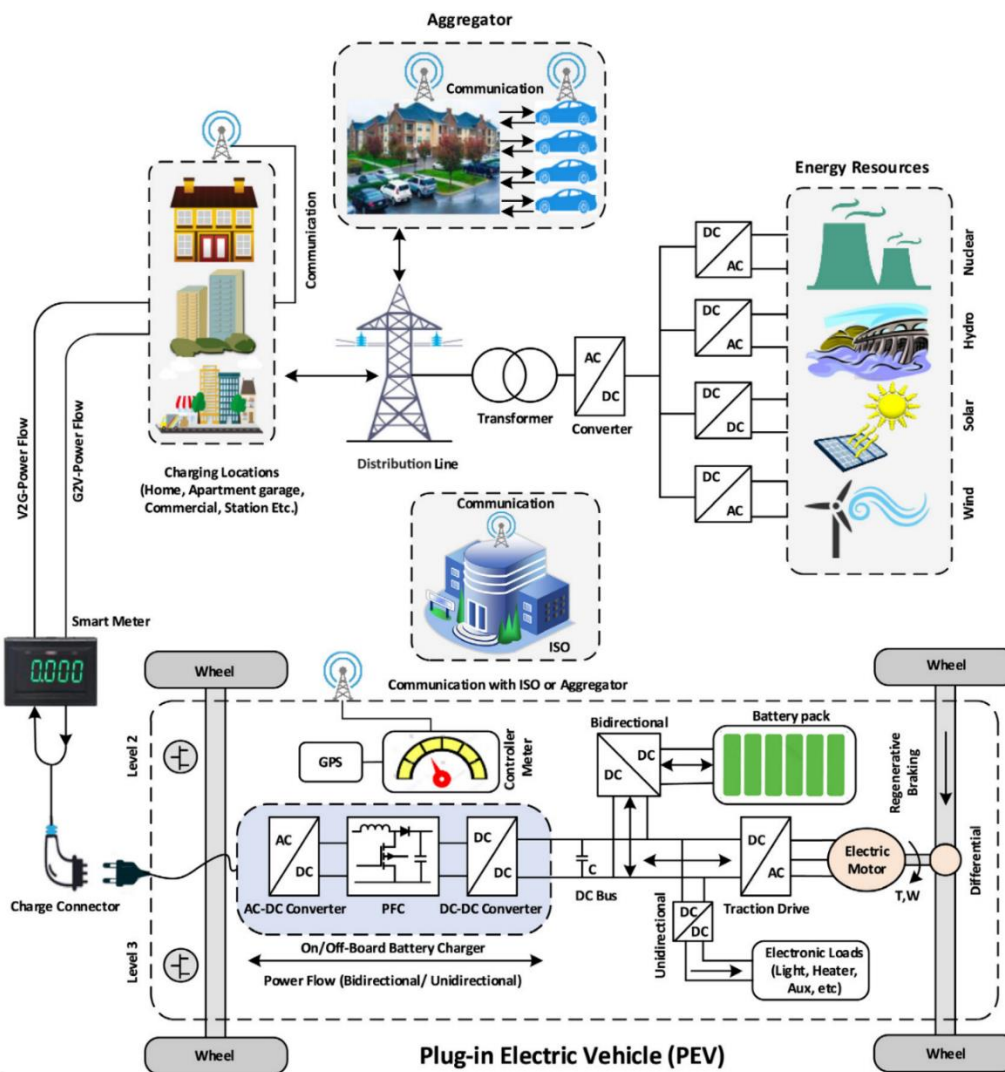 Aggregator
Communication
Communication
Energy Resources
DC
AC
Nuclear
DC
AC
Hydro
DC
DC
Solar
DC
AC
Wind
AC
DC
Transformer
Converter
Distribution Line
Charging Locations
(Home, Apartment garage,
Commercial, Station Etc.)
V2G-Power Flow
G2V-Power Flow
Communication
ISO
Smart Meter
0.000
Wheel
Wheel
Communication with ISO or Aggregator
Level 2
GPS
Controller
Meter
Bidirectional
DC
DC
Battery pack
Regenerative
Braking
AC
DC
AC-DC Converter
PFC
DC
DC
DC-DC Converter
C
DC Bus
DC
AC
Traction Drive
Electric
Motor
T,W
Differential
Charge Connector
On/Off-Board Battery Charger
Power Flow (Bidirectional/ Unidirectional)
Level 3
Unidirectional
DC
DC
Electronic Loads
(Light, Heater,
Aux, etc)
Wheel
Plug-in Electric Vehicle (PEV)
Wheel